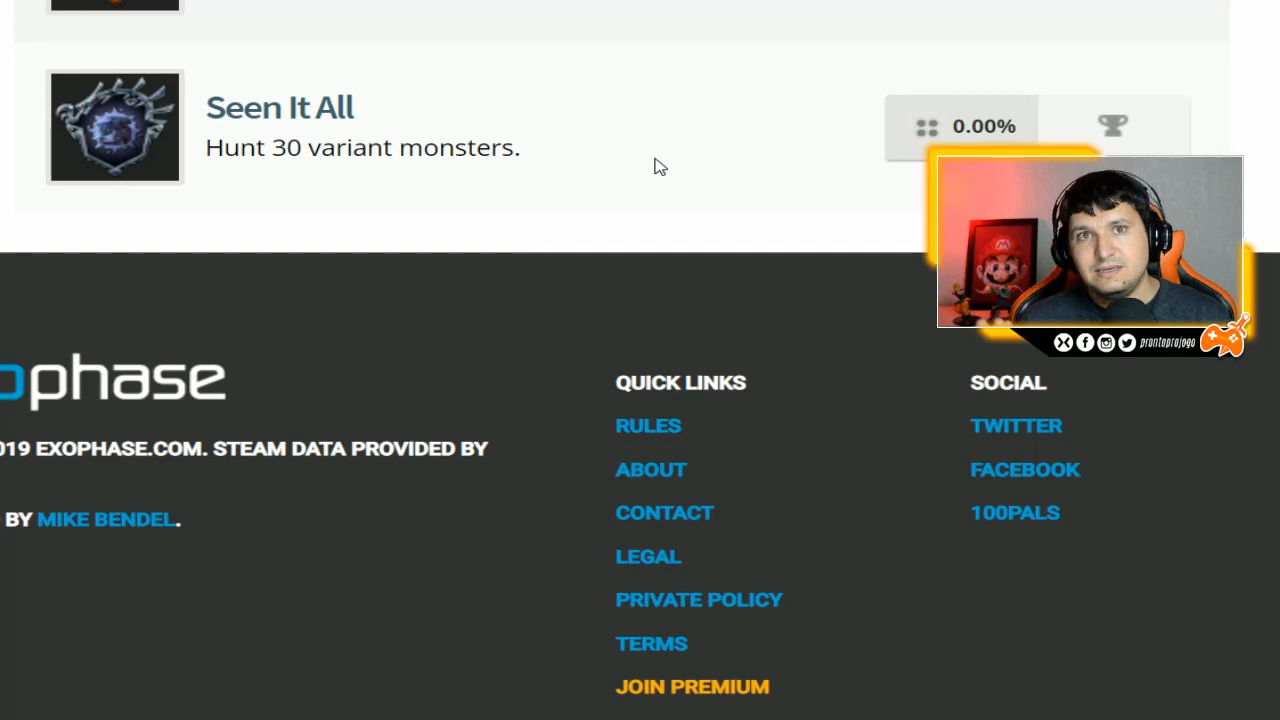 Seen It All
Hunt 30 variant monsters.
0.00%
prontoprojogo
ophase
QUICK LINKS
SOCIAL
RULES
TWITTER
019 EXOPHASE.COM. STEAM DATA PROVIDED BY
ABOUT
FACEBOOK
CONTACT
100PALS
BY MIKE BENDEL.
LEGAL
PRIVATE POLICY
TERMS
JOIN PREMIUM